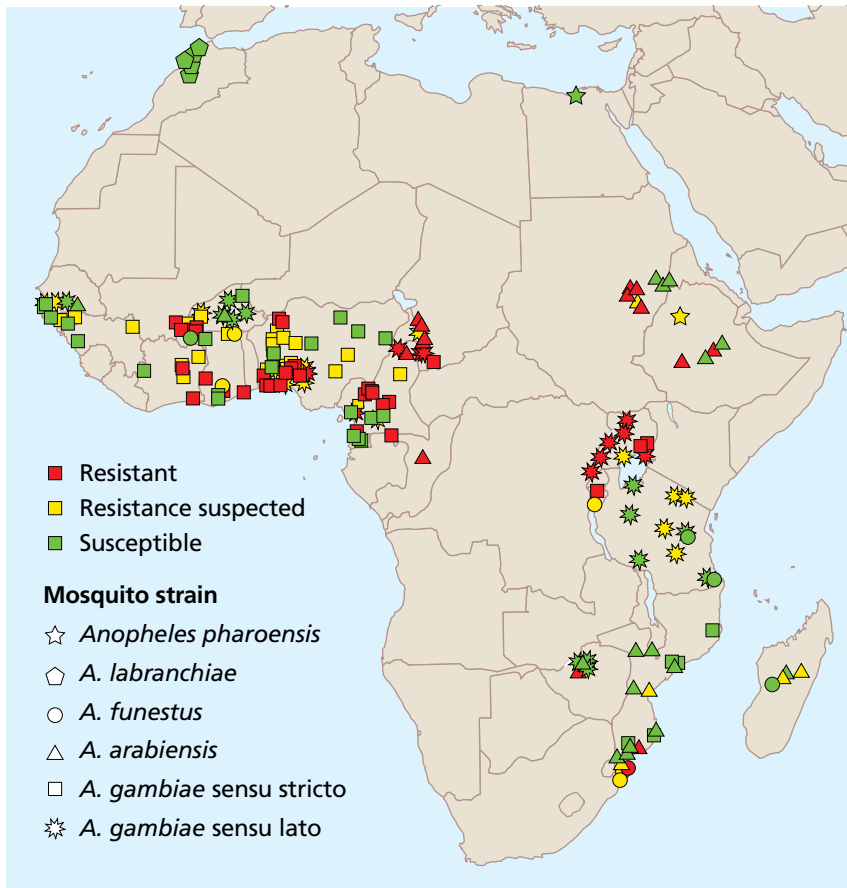 Resistant
Resistance suspected
Susceptible
Mosquito strain
Anopheles pharoensis
A. labranchiae
A. funestus
A. arabiensis
A. gambiae sensu stricto
A. gambiae sensu lato